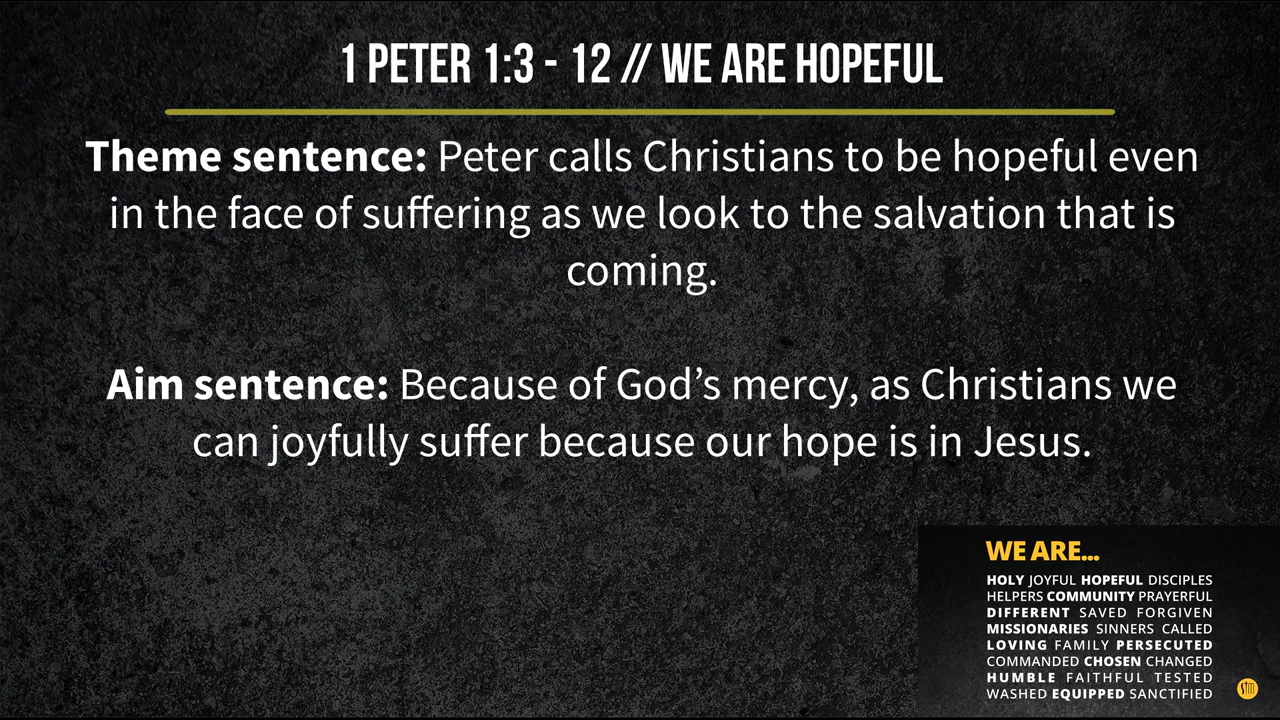 1 PETER 1:3 - 12 // WE ARE HOPEFUL
Theme sentence: Peter calls Christians to be hopeful even
in the face of suffering as we look to the salvation that is
coming.
Aim sentence: Because of God’s mercy, as Christians we
can joyfully suffer because our hope is in Jesus.
WE ARE...
HOLY JOYFUL HOPEFUL DISCIPLES
HELPERS COMMUNITY PRAYERFUL
DIFFERENT SAVED FORGIVEN
MISSIONARIES SINNERS CALLED
LOVING FAMILY PERSECUTED
COMMANDED CHOSEN CHANGED
HUMBLE FAITHFUL TESTED
WASHED EQUIPPED SANCTIFIED
stm